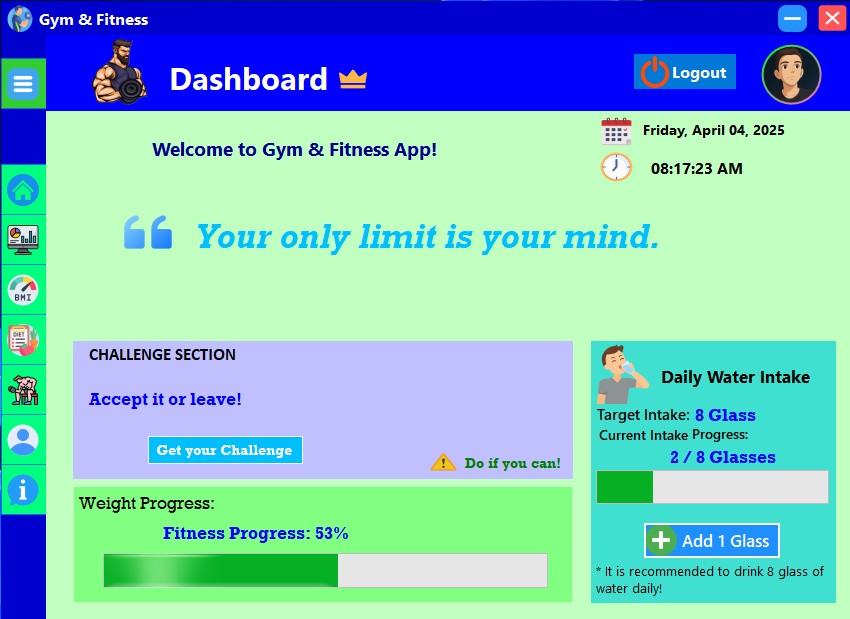 Gym & Fitness
Dashboard
Logout
Welcome to Gym & Fitness App!
Friday, April 04, 2025
08:17:23 AM
Your only limit is your mind.
BMI
DIET
CHALLENGE SECTION
Accept it or leave!
Get your Challenge
Do if you can!
Weight Progress:
Fitness Progress: 53%
Daily Water Intake
Target Intake: 8 Glass
Current Intake Progress:
2 / 8 Glasses
Add 1 Glass
* It is recommended to drink 8 glass of
water daily!